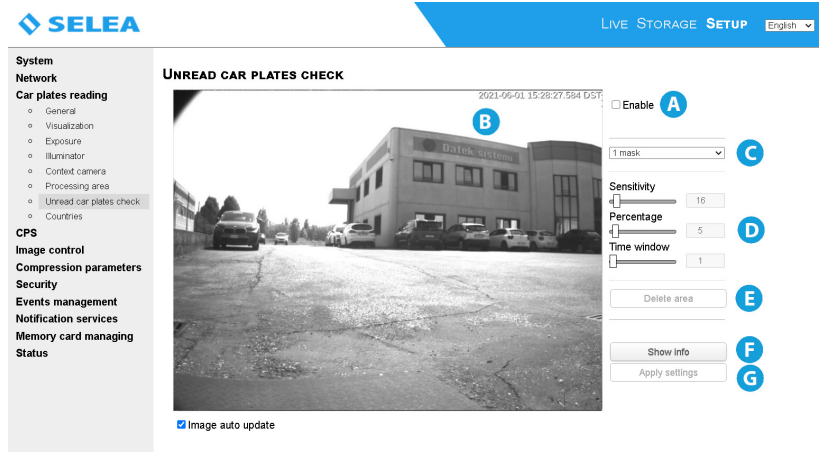 SELEA
LIVE STORAGE SETUP English
System
Network
Car plates reading
General
Visualization
Exposure
Illuminator
Context camera
Processing area
Unread car plates check
Countries
CPS
Image control
Compression parameters
Security
Events management
Notification services
Memory card managing
Status
UNREAD CAR PLATES CHECK
2021-06-01 15:28:27.584 DST
B
Datek sistemi
Image auto update
Enable A
1 mask C
Sensitivity
16
Percentage
5 D
Time window
1
Delete area E
Show info F
Apply settings G